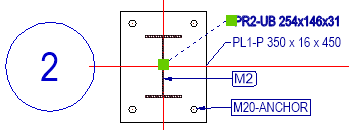 PR2-UB 254x146x31
PL1-P 350 x 16 x 450
2
M2
M20-ANCHOR